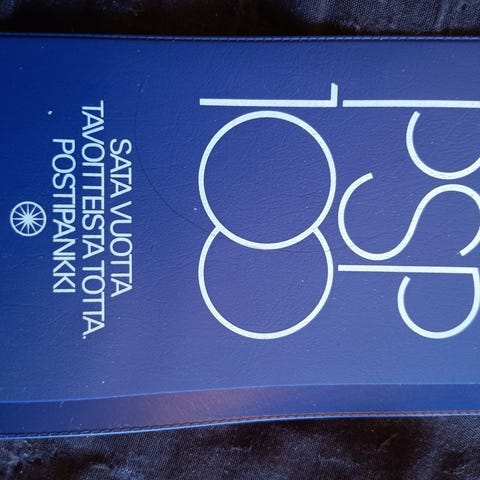 PSP
100
SATA VUOTTA
TAVOITTEISTA TOTTA.
POSTIPANKKI